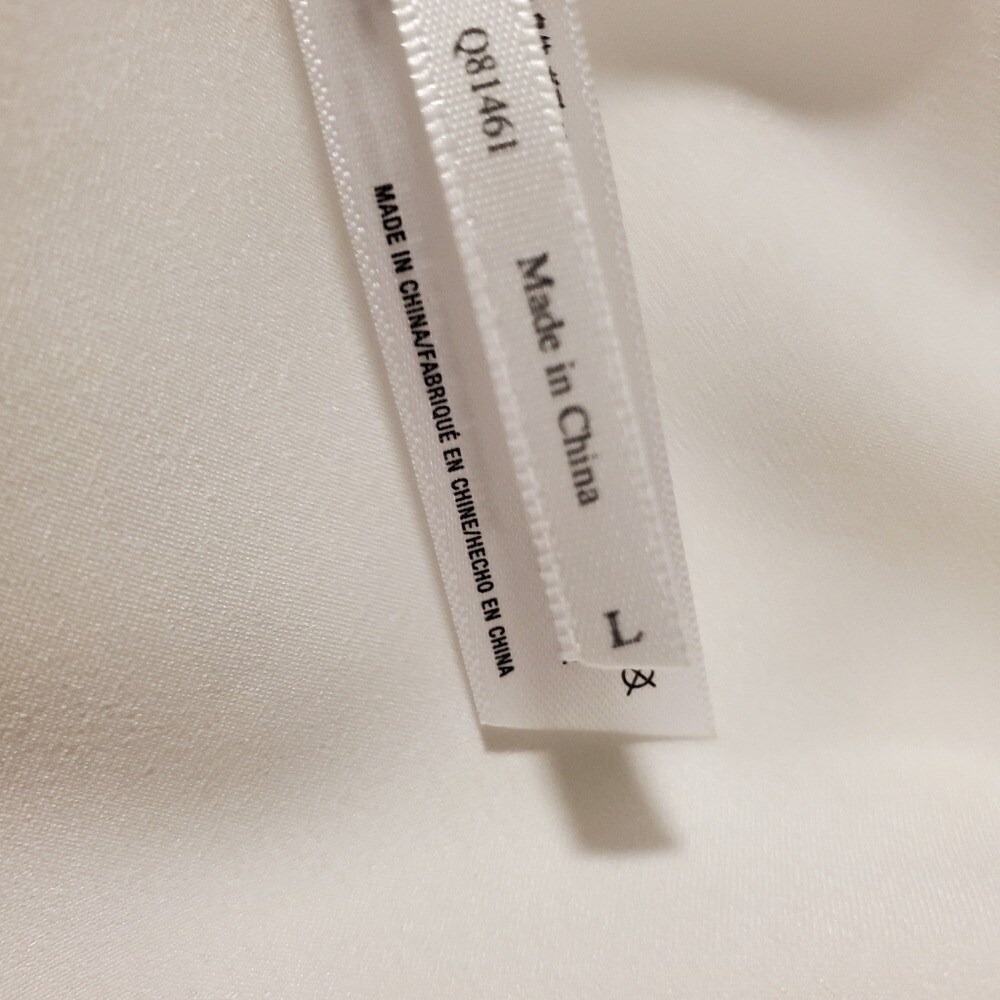 Q81461
Made in China
L
MADE IN CHINA/FABRIQUÉ EN CHINE/HECHO EN CHINA